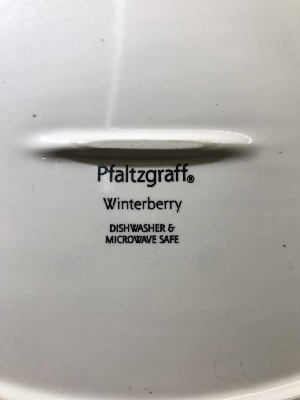 Pfaltzgraff®
Winterberry
DISHWASHER &
MICROWAVE SAFE